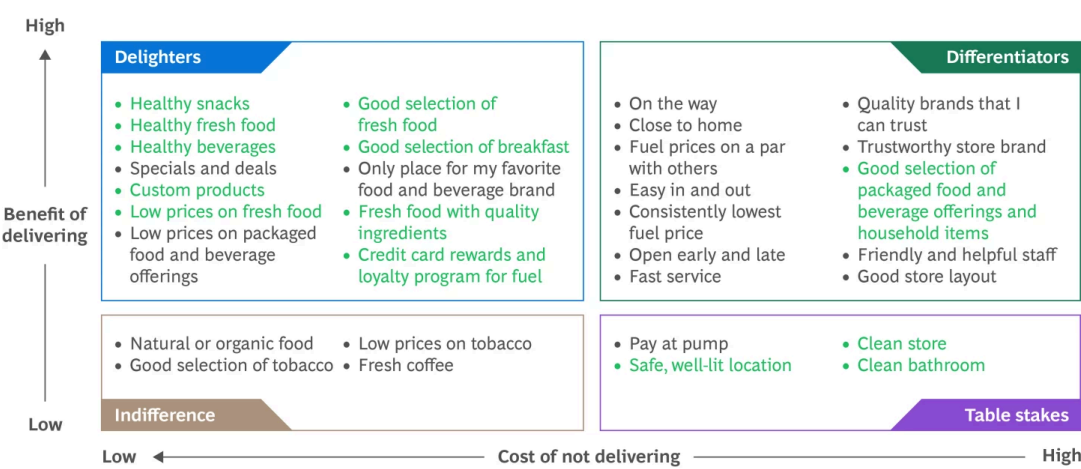 High
Benefit of
delivering
Low
Delighters
• Healthy snacks
• Healthy fresh food
• Healthy beverages
• Specials and deals
• Custom products
• Low prices on fresh food
• Low prices on packaged
food and beverage
offerings
• Good selection of
fresh food
• Good selection of breakfast
• Only place for my favorite
food and beverage brand
• Fresh food with quality
ingredients
• Credit card rewards and
loyalty program for fuel
Differentiators
• On the way
• Close to home
• Fuel prices on a par
with others
• Easy in and out
• Consistently lowest
fuel price
• Open early and late
• Fast service
• Quality brands that I
can trust
• Trustworthy store brand
• Good selection of
packaged food and
beverage offerings and
household items
• Friendly and helpful staff
• Good store layout
• Natural or organic food
• Good selection of tobacco
• Low prices on tobacco
• Fresh coffee
Indifference
• Pay at pump
• Safe, well-lit location
• Clean store
• Clean bathroom
Table stakes
Low
Cost of not delivering
High